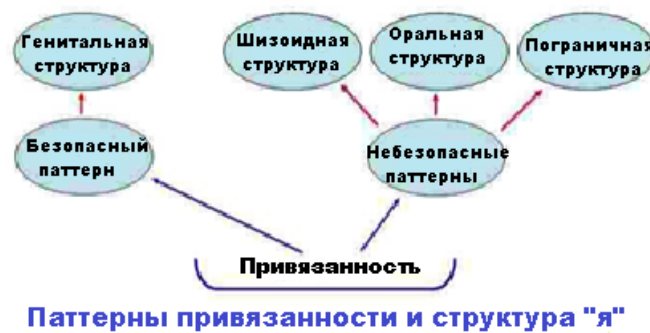 Генитальная
структура
Шизоидная
структура
Оральная
структура
Пограничная
структура
Безопасный
паттерн
Небезопасные
паттерны
Привязанность
Паттерны привязанности и структура "я"